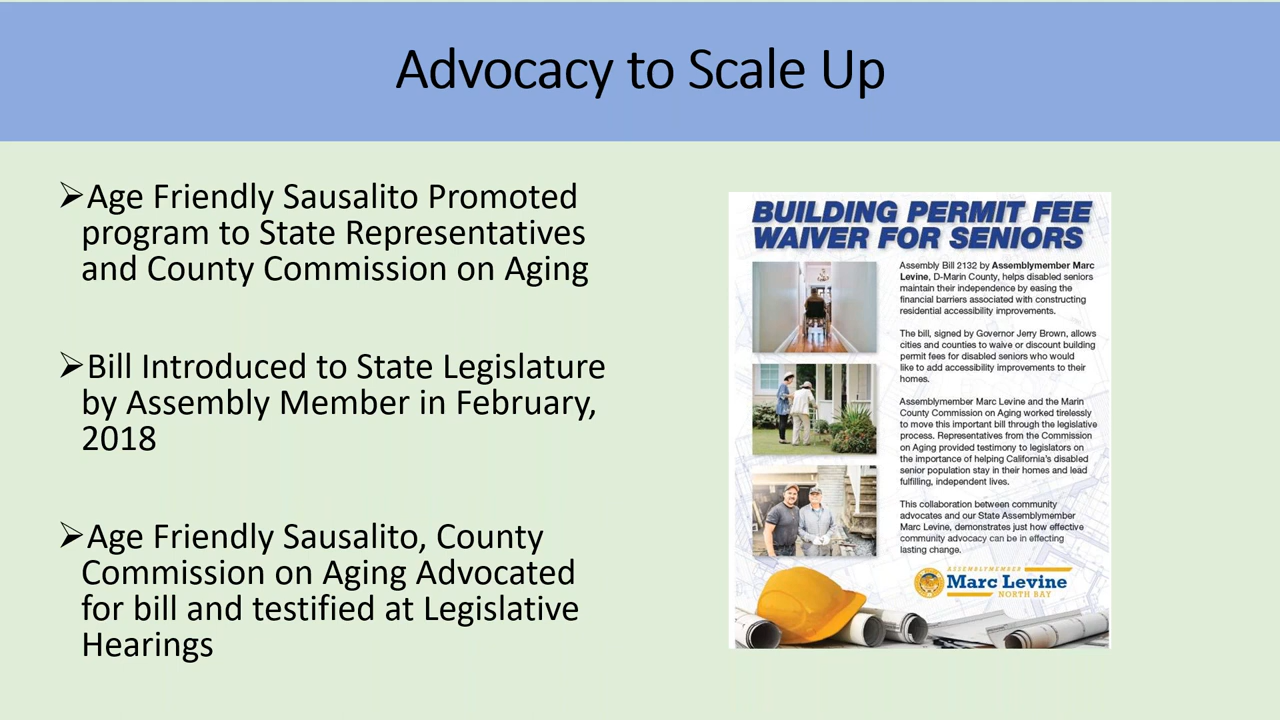 Advocacy to Scale Up
➢Age Friendly Sausalito Promoted
program to State Representatives
and County Commission on Aging
➢Bill Introduced to State Legislature
by Assembly Member in February,
2018
➢Age Friendly Sausalito, County
Commission on Aging Advocated
for bill and testified at Legislative
Hearings
BUILDING PERMIT FEE
WAIVER FOR SENIORS
Assembly Bill 2132 by Assemblymember Marc
Levine, D-Marin County, helps disabled seniors
maintain their independence by easing the
financial barriers associated with constructing
residential accessibility improvements.
The bill, signed by Governor Jerry Brown, allows
cities and counties to waive or discount building
permit fees for disabled seniors who would
like to add accessibility improvements to their
homes.
Assemblymember Marc Levine and the Marin
County Commission on Aging worked tirelessly
to move this important bill through the legislative
process. Representatives from the Commission
on Aging provided testimony to legislators on
the importance of helping California's disabled
senior population stay in their homes and lead
fulfilling, independent lives.
This collaboration between community
advocates and our State Assemblymember
Marc Levine, demonstrates just how effective
community advocacy can be in effecting
lasting change.
ASSEMBLYMEMBER
Marc Levine
NORTH BAY